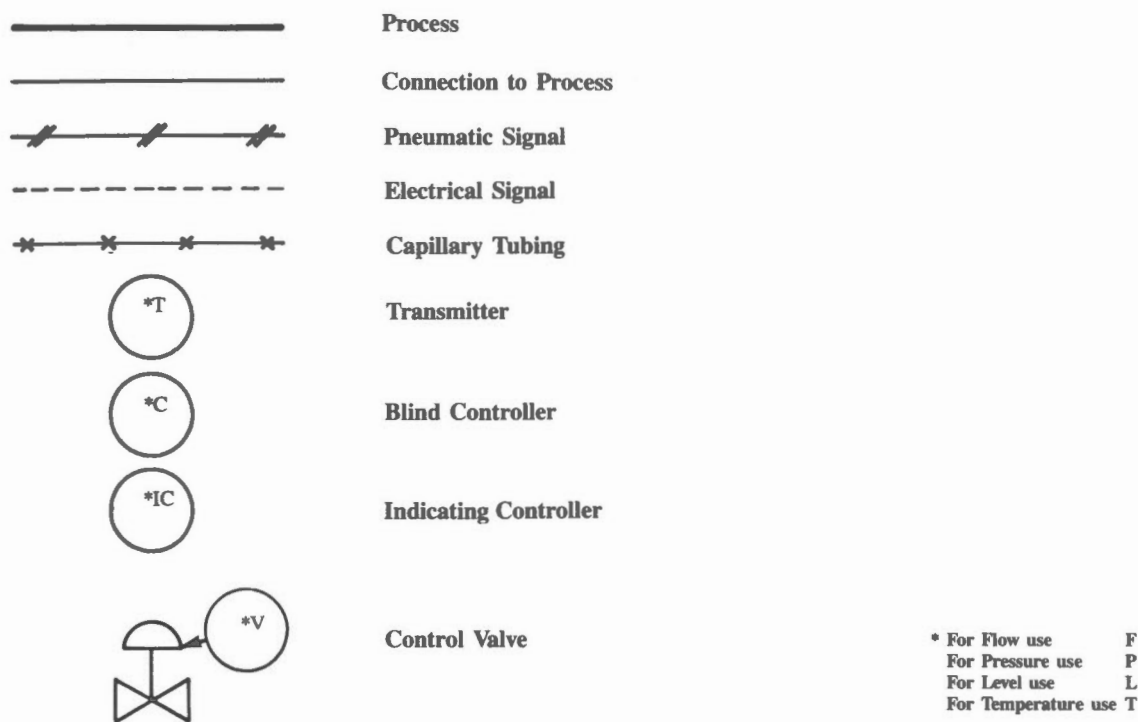 Process
Connection to Process
Pneumatic Signal
Electrical Signal
Capillary Tubing
*T
Transmitter
*C
Blind Controller
*IC
Indicating Controller
*V
Control Valve
* For Flow use F
For Pressure use P
For Level use L
For Temperature use T